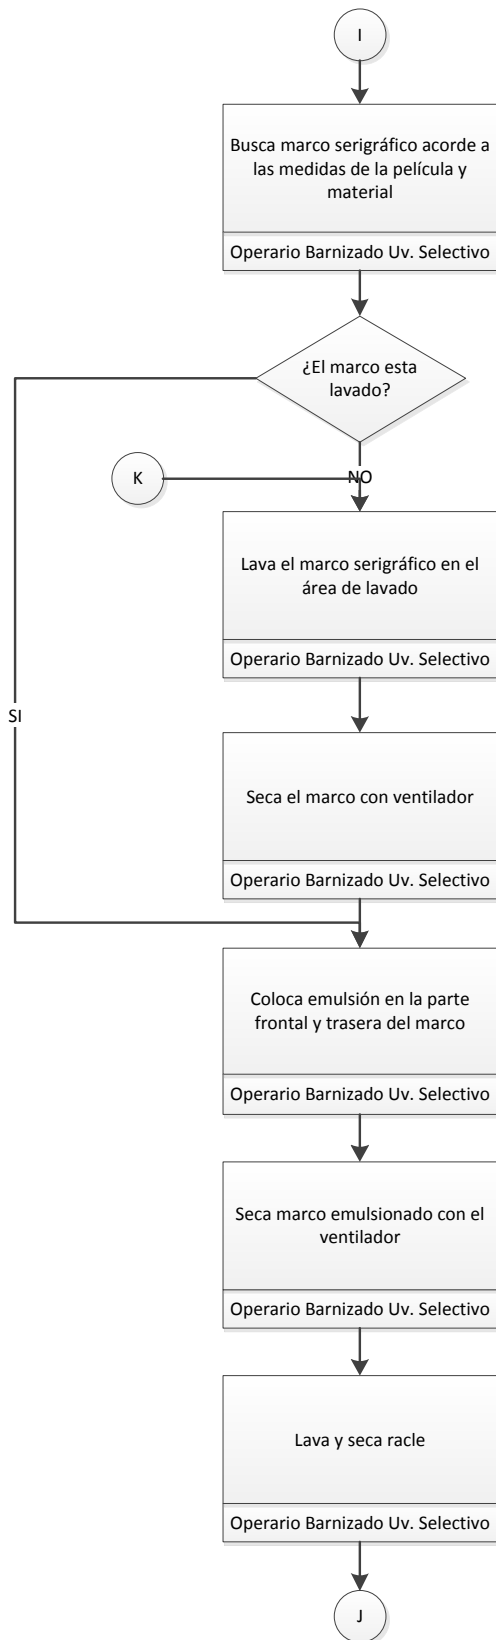 I
Busca marco serigráfico acorde a
las medidas de la película y
material
Operario Barnizado Uv. Selectivo
¿El marco esta
lavado?
K
NO
Lava el marco serigráfico en el
área de lavado
Operario Barnizado Uv. Selectivo
SI
Seca el marco con ventilador
Operario Barnizado Uv. Selectivo
Coloca emulsión en la parte
frontal y trasera del marco
Operario Barnizado Uv. Selectivo
Seca marco emulsionado con el
ventilador
Operario Barnizado Uv. Selectivo
Lava y seca racle
Operario Barnizado Uv. Selectivo
J